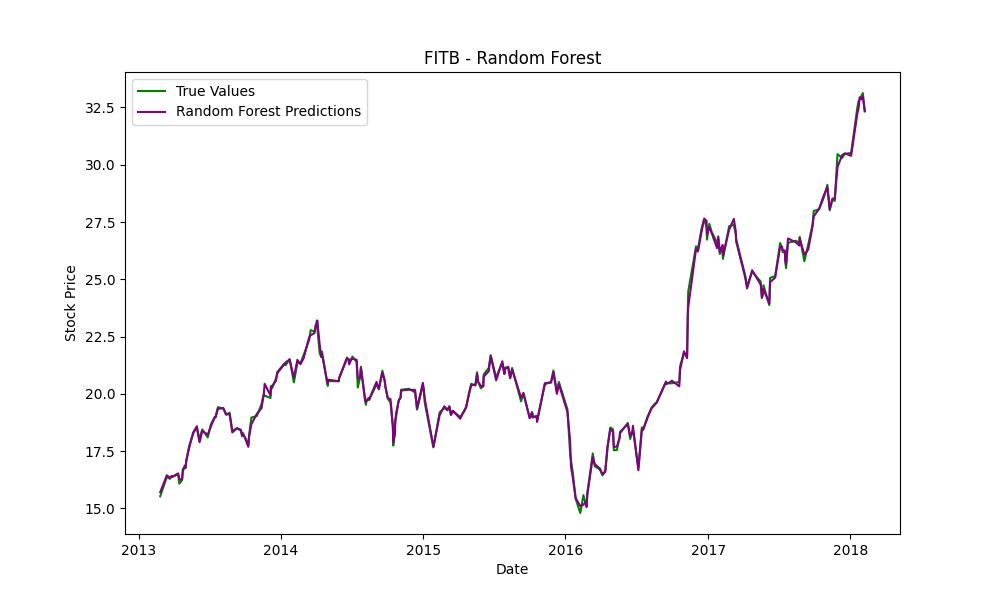 FITB - Random Forest
True Values
Random Forest Predictions
32.5
30.0
27.5
25.0
22.5
20.0
17.5
15.0
Stock Price
2013 2014 2015 2016 2017 2018
Date